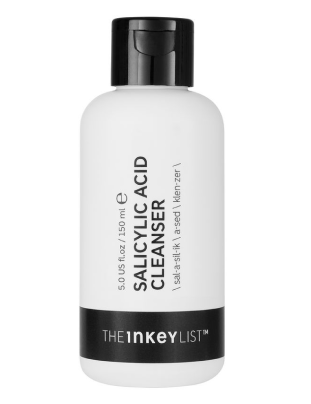 5.0 US fl.oz / 150 ml ℮
SALICYLIC ACID
CLEANSER
\ sal·a·sil·ik \ a·sed \ klen·zer \
THE INKEY LIST™